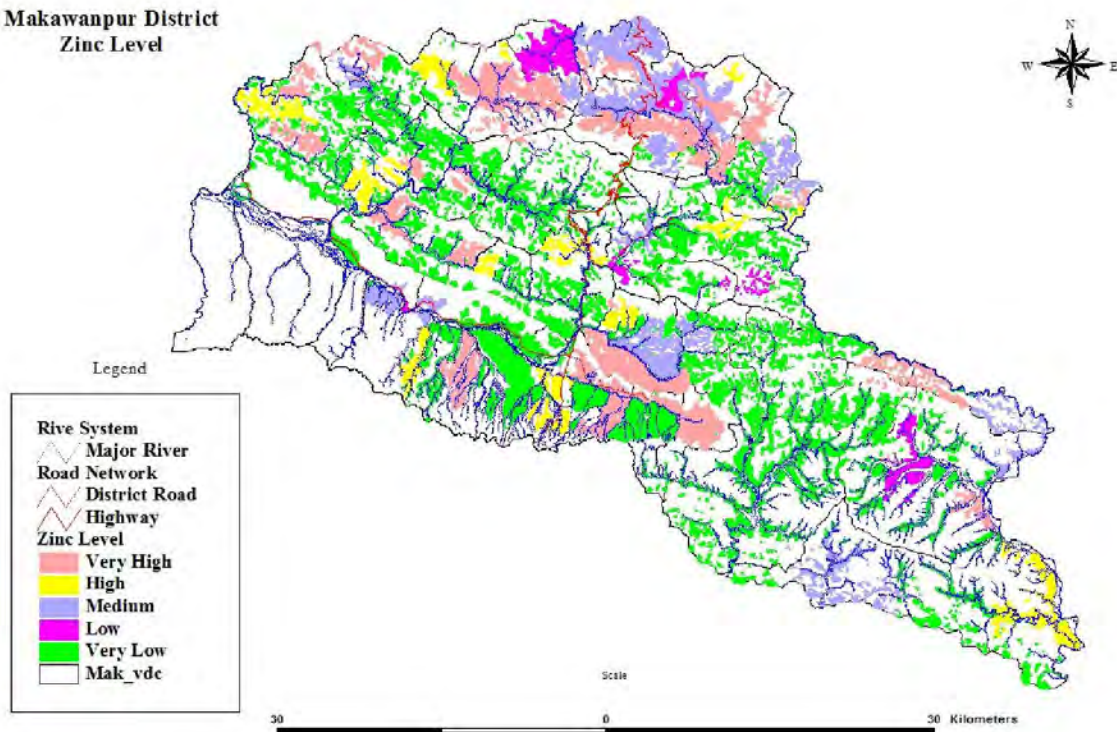 Makawanpur District
Zinc Level
N
W
E
S
Legend
Rive System
Major River
Road Network
District Road
Highway
Zinc Level
Very High
High
Medium
Low
Very Low
Mak_vdc
Scale
30 0 30 Kilometers